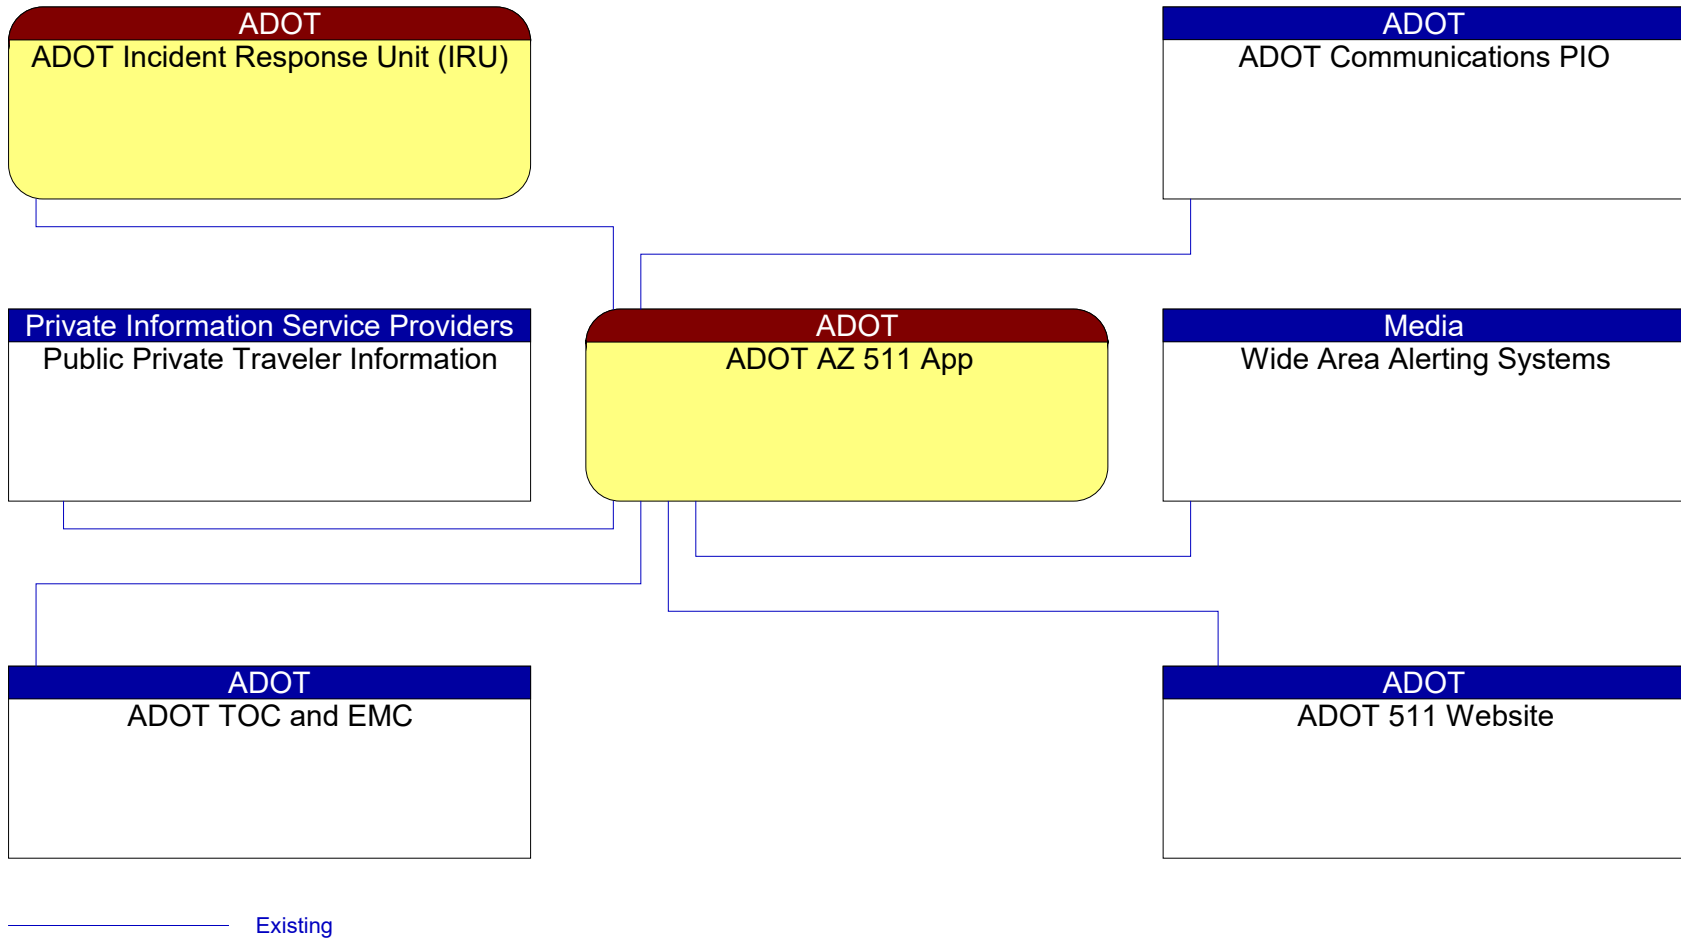 ADOT
ADOT Incident Response Unit (IRU)
ADOT
ADOT Communications PIO
Private Information Service Providers
Public Private Traveler Information
ADOT
ADOT AZ 511 App
Media
Wide Area Alerting Systems
ADOT
ADOT TOC and EMC
ADOT
ADOT 511 Website
Existing